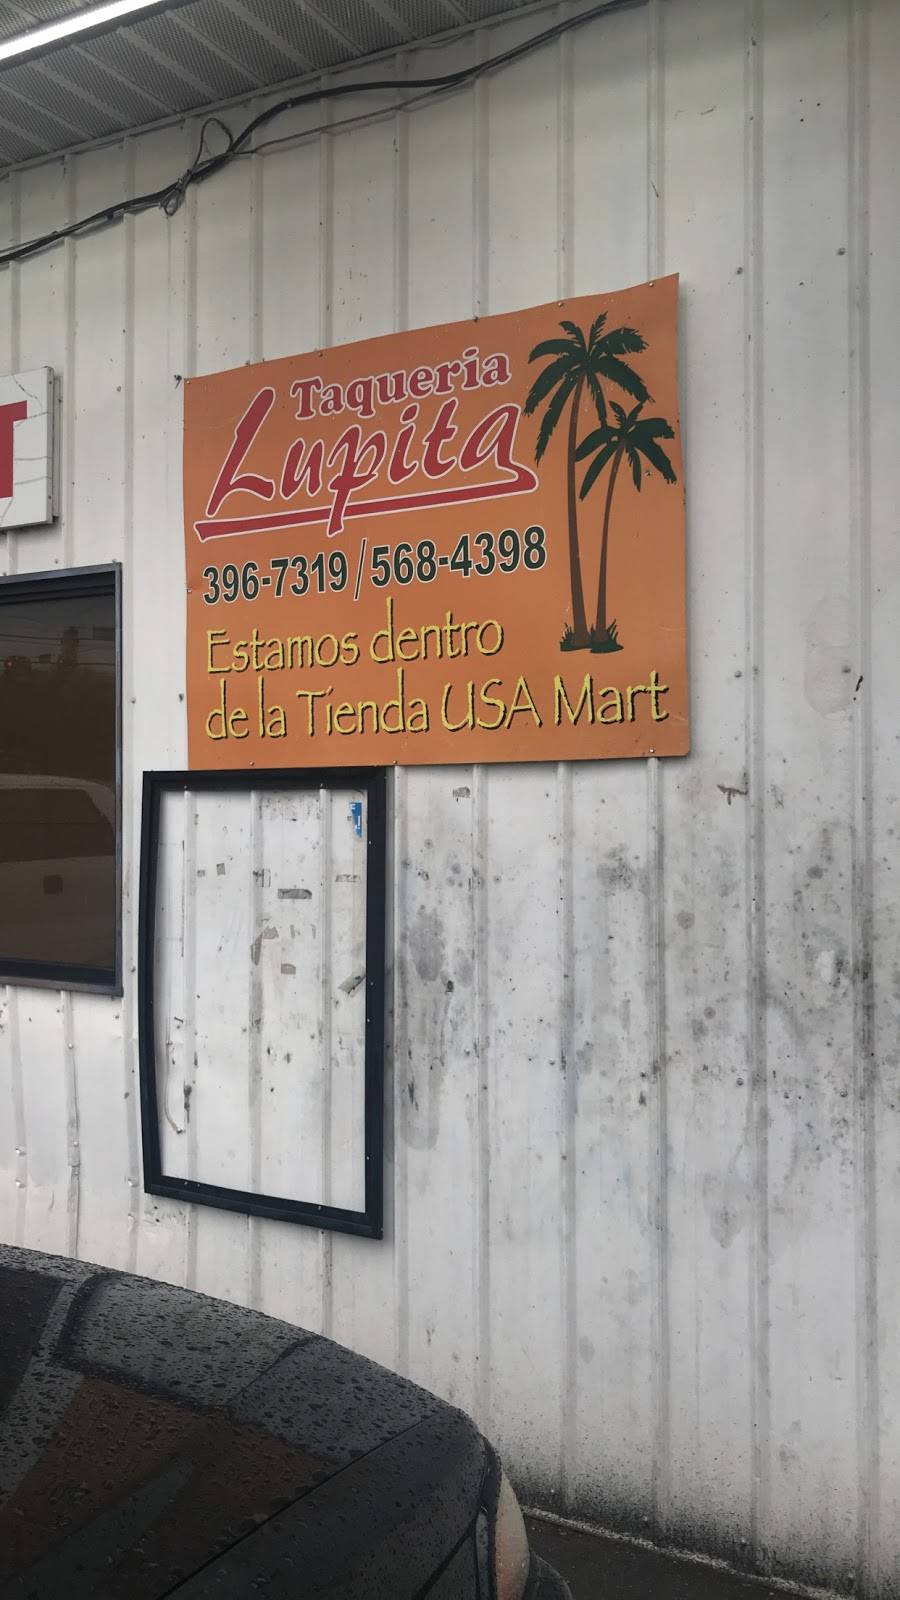 Taqueria
Lupita
396-7319/568-4398
Estamos dentro
de la Tienda USA Mart
T